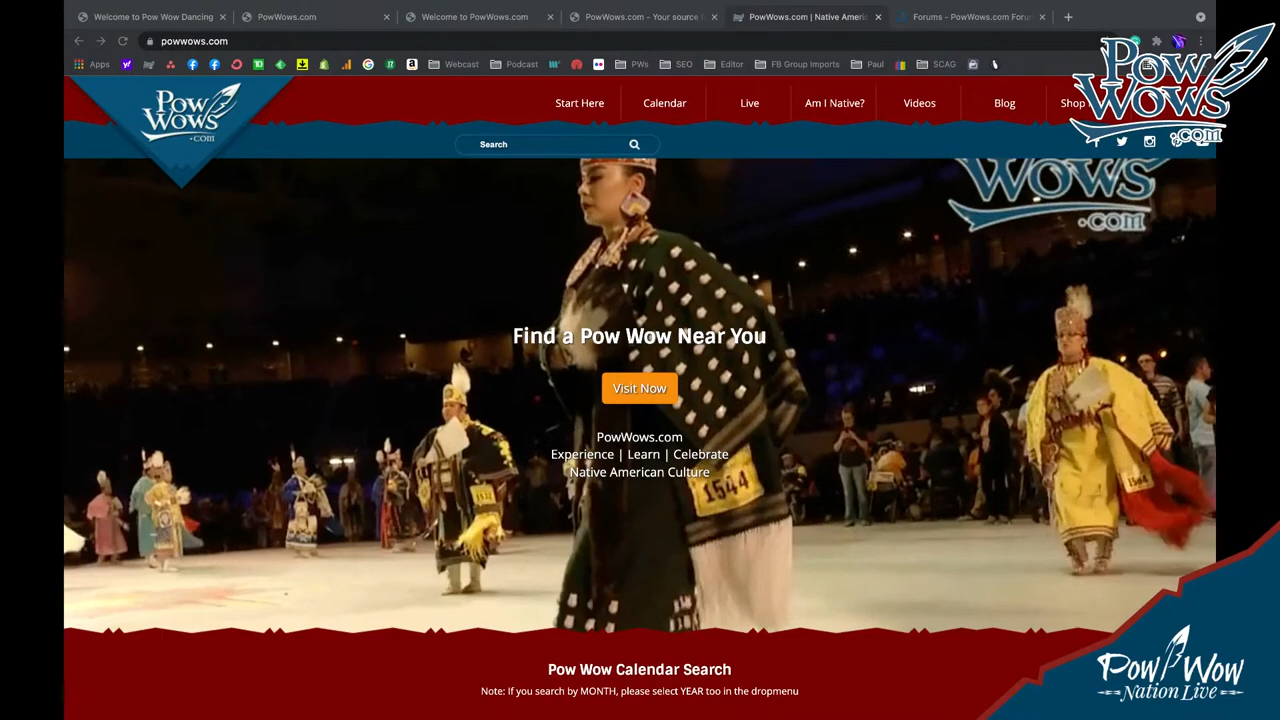 Welcome to Pow Wow Dancing
PowWows.com
Welcome to PowWows.com
PowWows.com - Your source
PowWows.com | Native Americ
Forums - PowWows.com Forum
powwows.com
Apps
Webcast
Podcast
PWs
SEO
Editor
FB Group Imports
Paul
SCAG
Pow Wows .com
Start Here
Calendar
Live
Am I Native?
Videos
Blog
Shop
Pow Wows .com
Search
Wows .com
Find a Pow Wow Near You
Visit Now
PowWows.com
Experience | Learn | Celebrate
Native American Culture
1544
Pow Wow Calendar Search
Note: If you search by MONTH, please select YEAR too in the dropmenu
Pow Wow
Nation Live